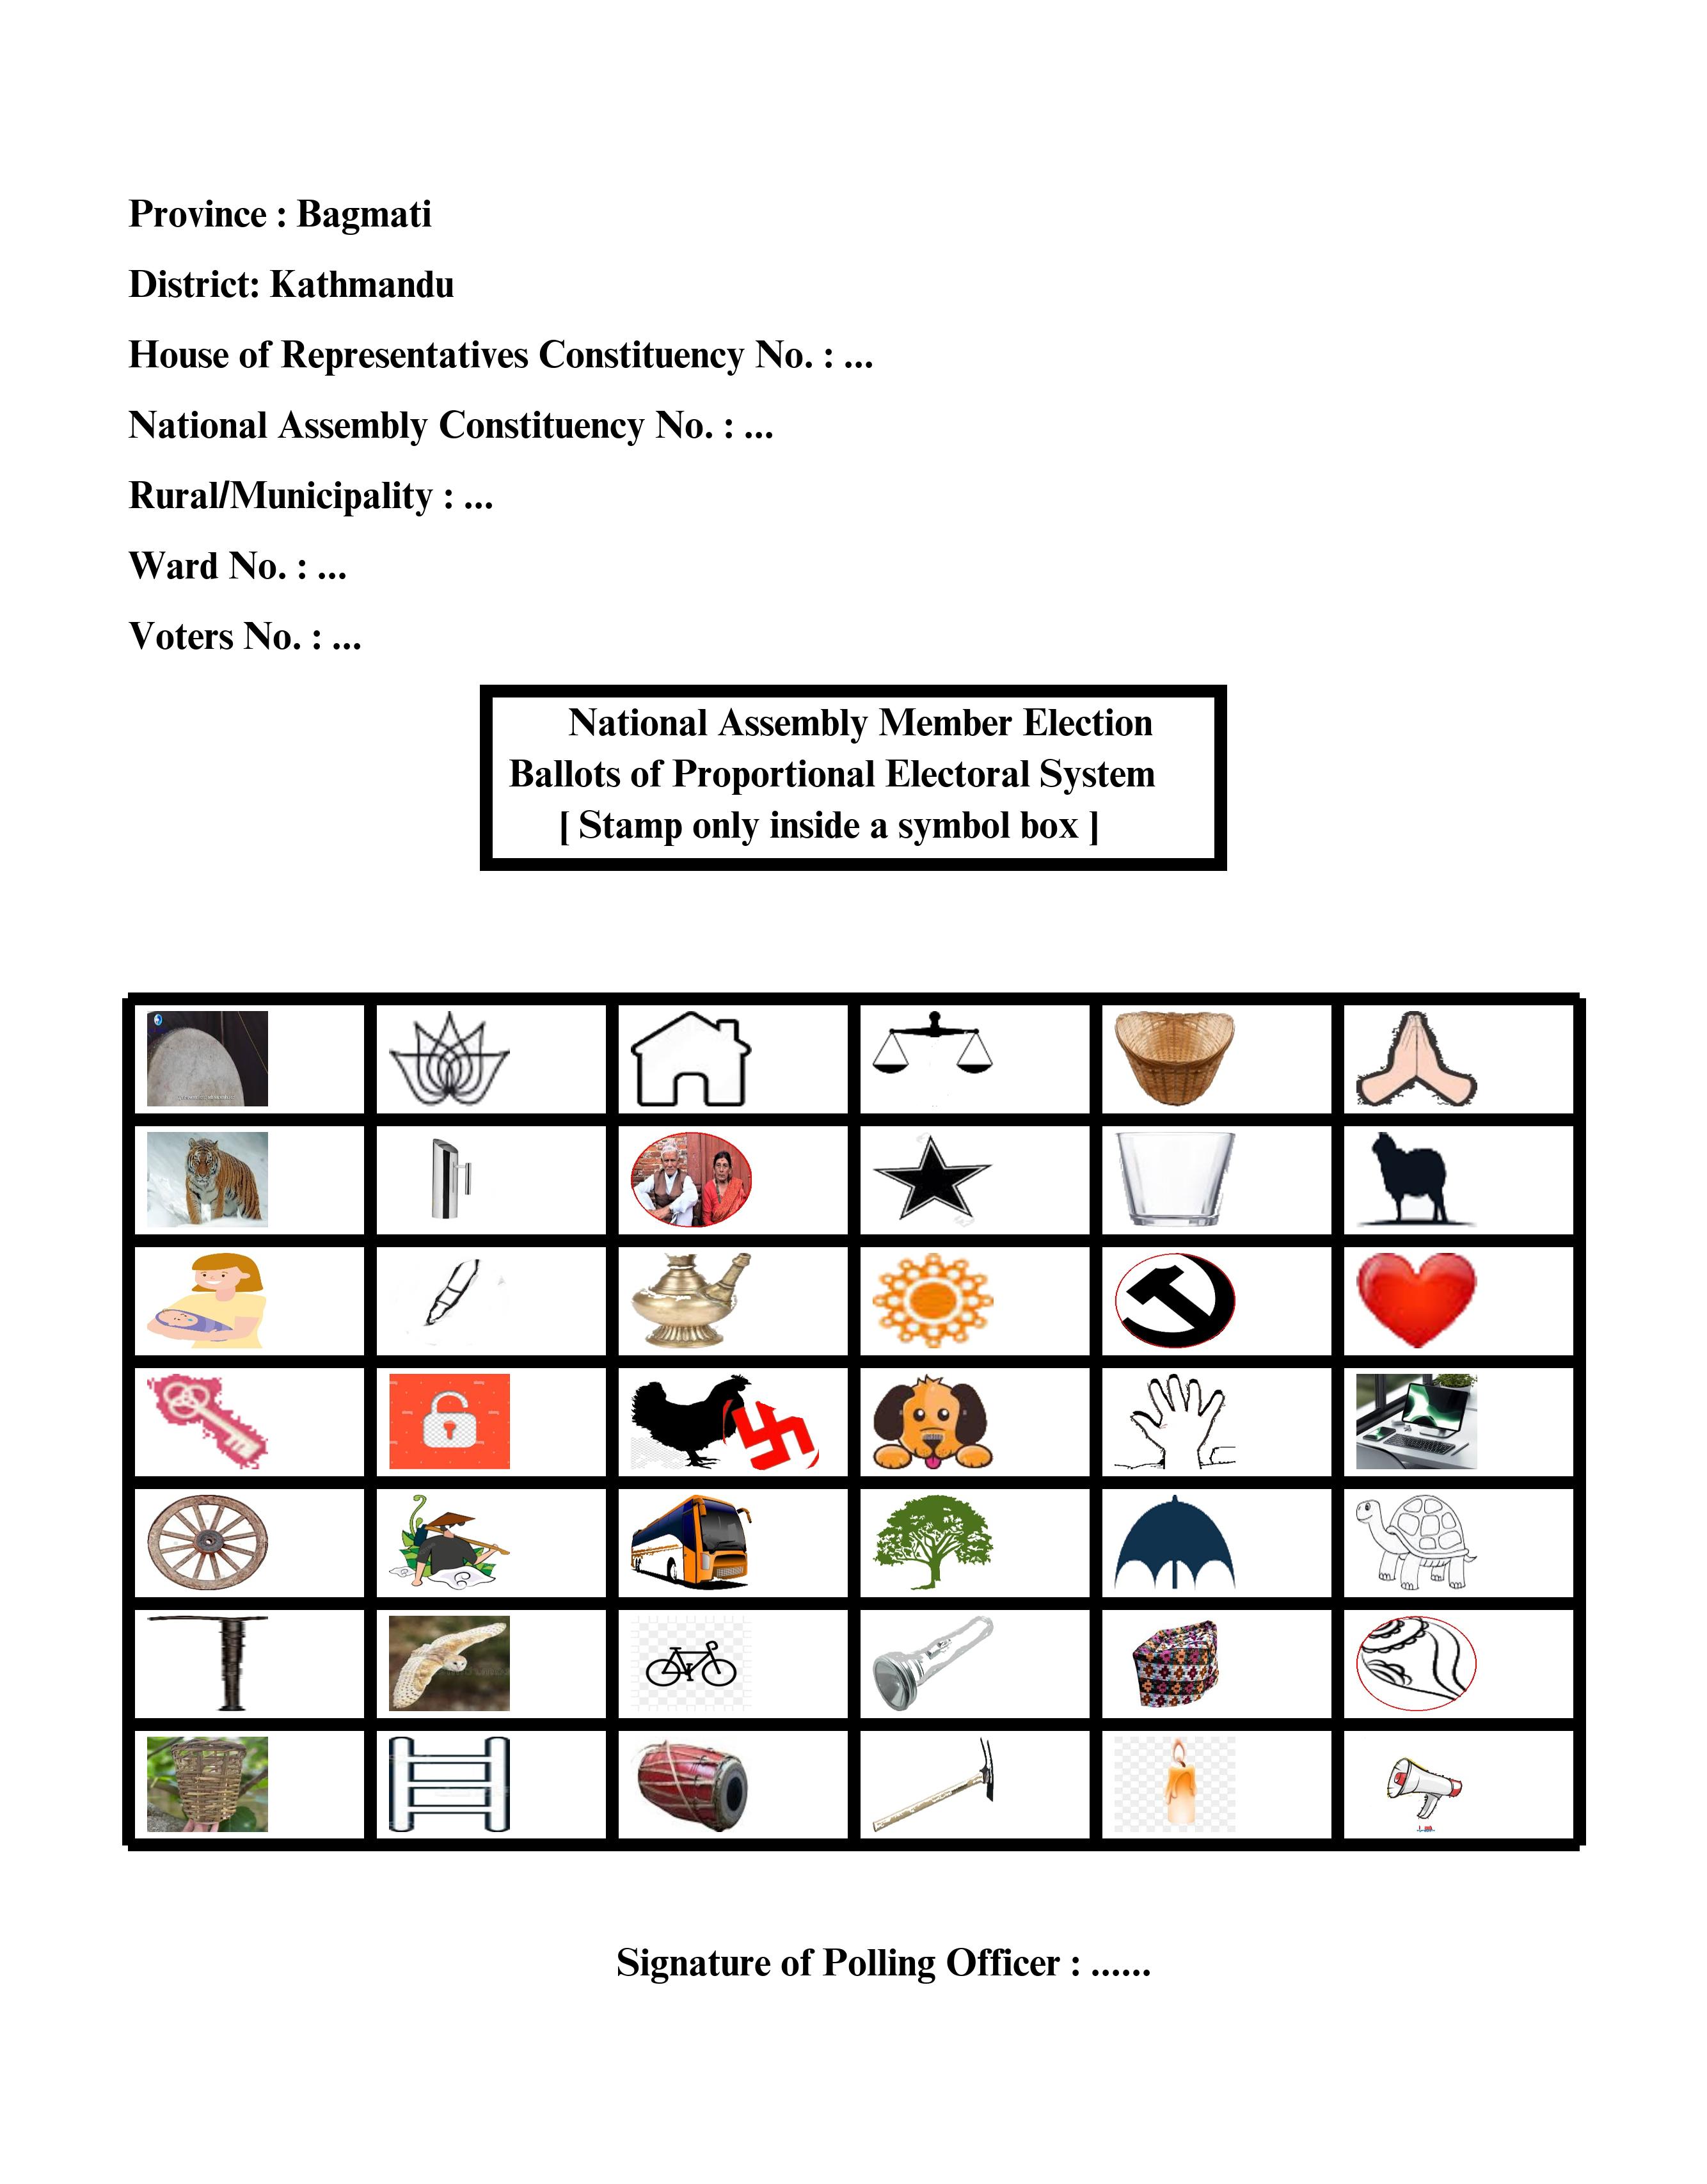 Province : Bagmati
District: Kathmandu
House of Representatives Constituency No. : ...
National Assembly Constituency No. : ...
Rural/Municipality : ...
Ward No. : ...
Voters No. : ...
National Assembly Member Election
Ballots of Proportional Electoral System
[ Stamp only inside a symbol box ]
Signature of Polling Officer : ......